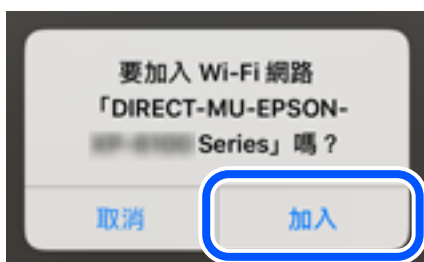 要加入 Wi-Fi 網路
「DIRECT-MU-EPSON-
Series」嗎？
取消
加入